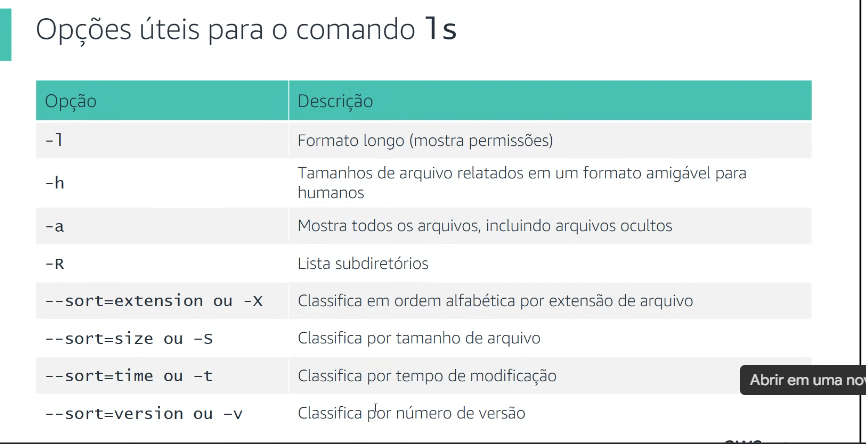 Opções úteis para o comando ls
Opção Descrição
-l Formato longo (mostra permissões)
-h Tamanhos de arquivo relatados em um formato amigável para
humanos
-a Mostra todos os arquivos, incluindo arquivos ocultos
-R Lista subdiretórios
--sort=extension ou -X Classifica em ordem alfabética por extensão de arquivo
--sort=size ou -S Classifica por tamanho de arquivo
--sort=time ou -t Classifica por tempo de modificação
Abrir em uma
--sort=version ou -v Classifica por número de versão